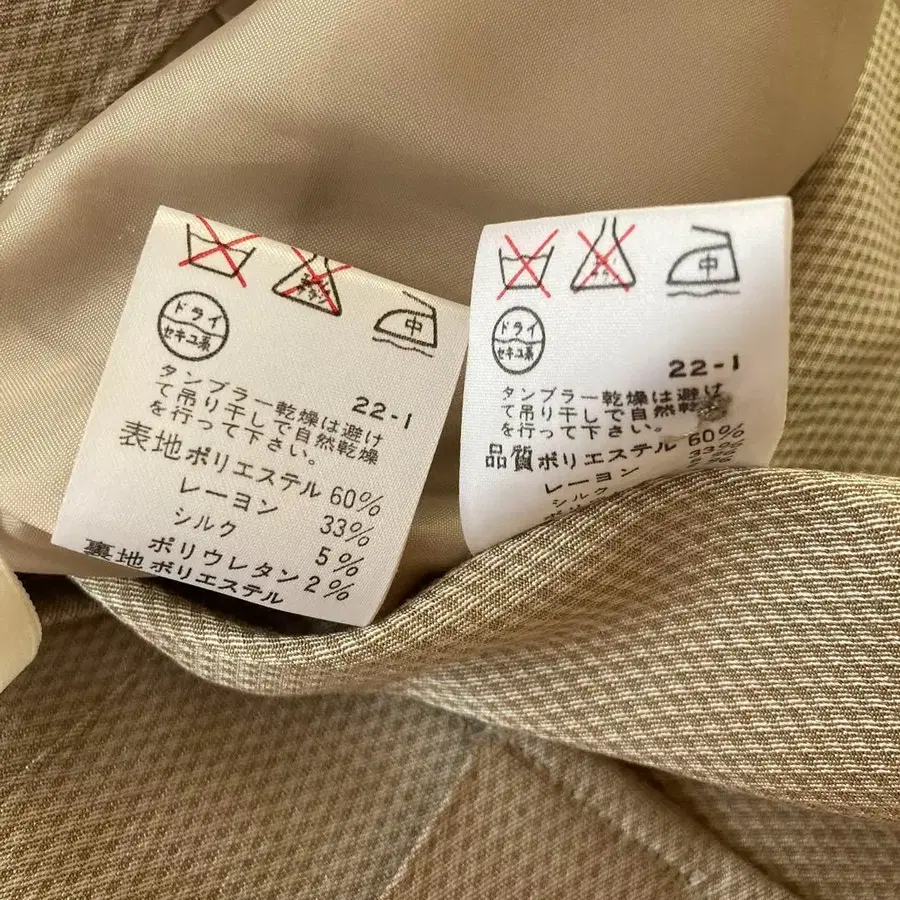 中
ドライ
セキユ系
22-1
タンブラー乾燥は避け
て吊り干しで自然乾燥
を行って下さい。
表地ポリエステル 60%
レーヨン 33%
シルク 5%
ポリウレタン 2%
裏地 ポリエステル
中
ドライ
セキユ系
22-1
タンブラー乾燥は避け
て吊り干しで自然乾燥
を行って下さい。
品質ポリエステル 60%
レーヨン 33%
シルク